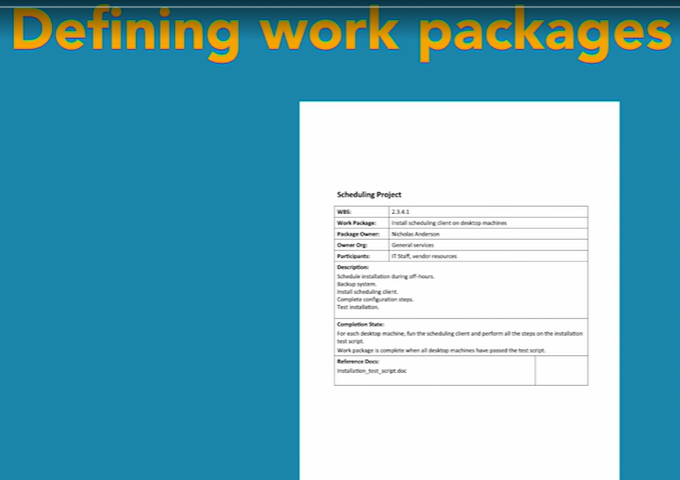 Defining work packages
Scheduling Project
WBS: 2.3.4.1
Work Package: Install scheduling client on desktop machines
Package Owner: Nicholas Anderson
Owner Org: General services
Participants: IT Staff, vendor resources
Description:
Schedule installation during off-hours.
Backup system.
Install scheduling client.
Complete configuration steps.
Test installation.
Completion State:
For each desktop machine, fun the scheduling client and perform all the steps on the installation
test script.
Work package is complete when all desktop machines have passed the test script.
Reference Docs:
Installation_test_script.doc